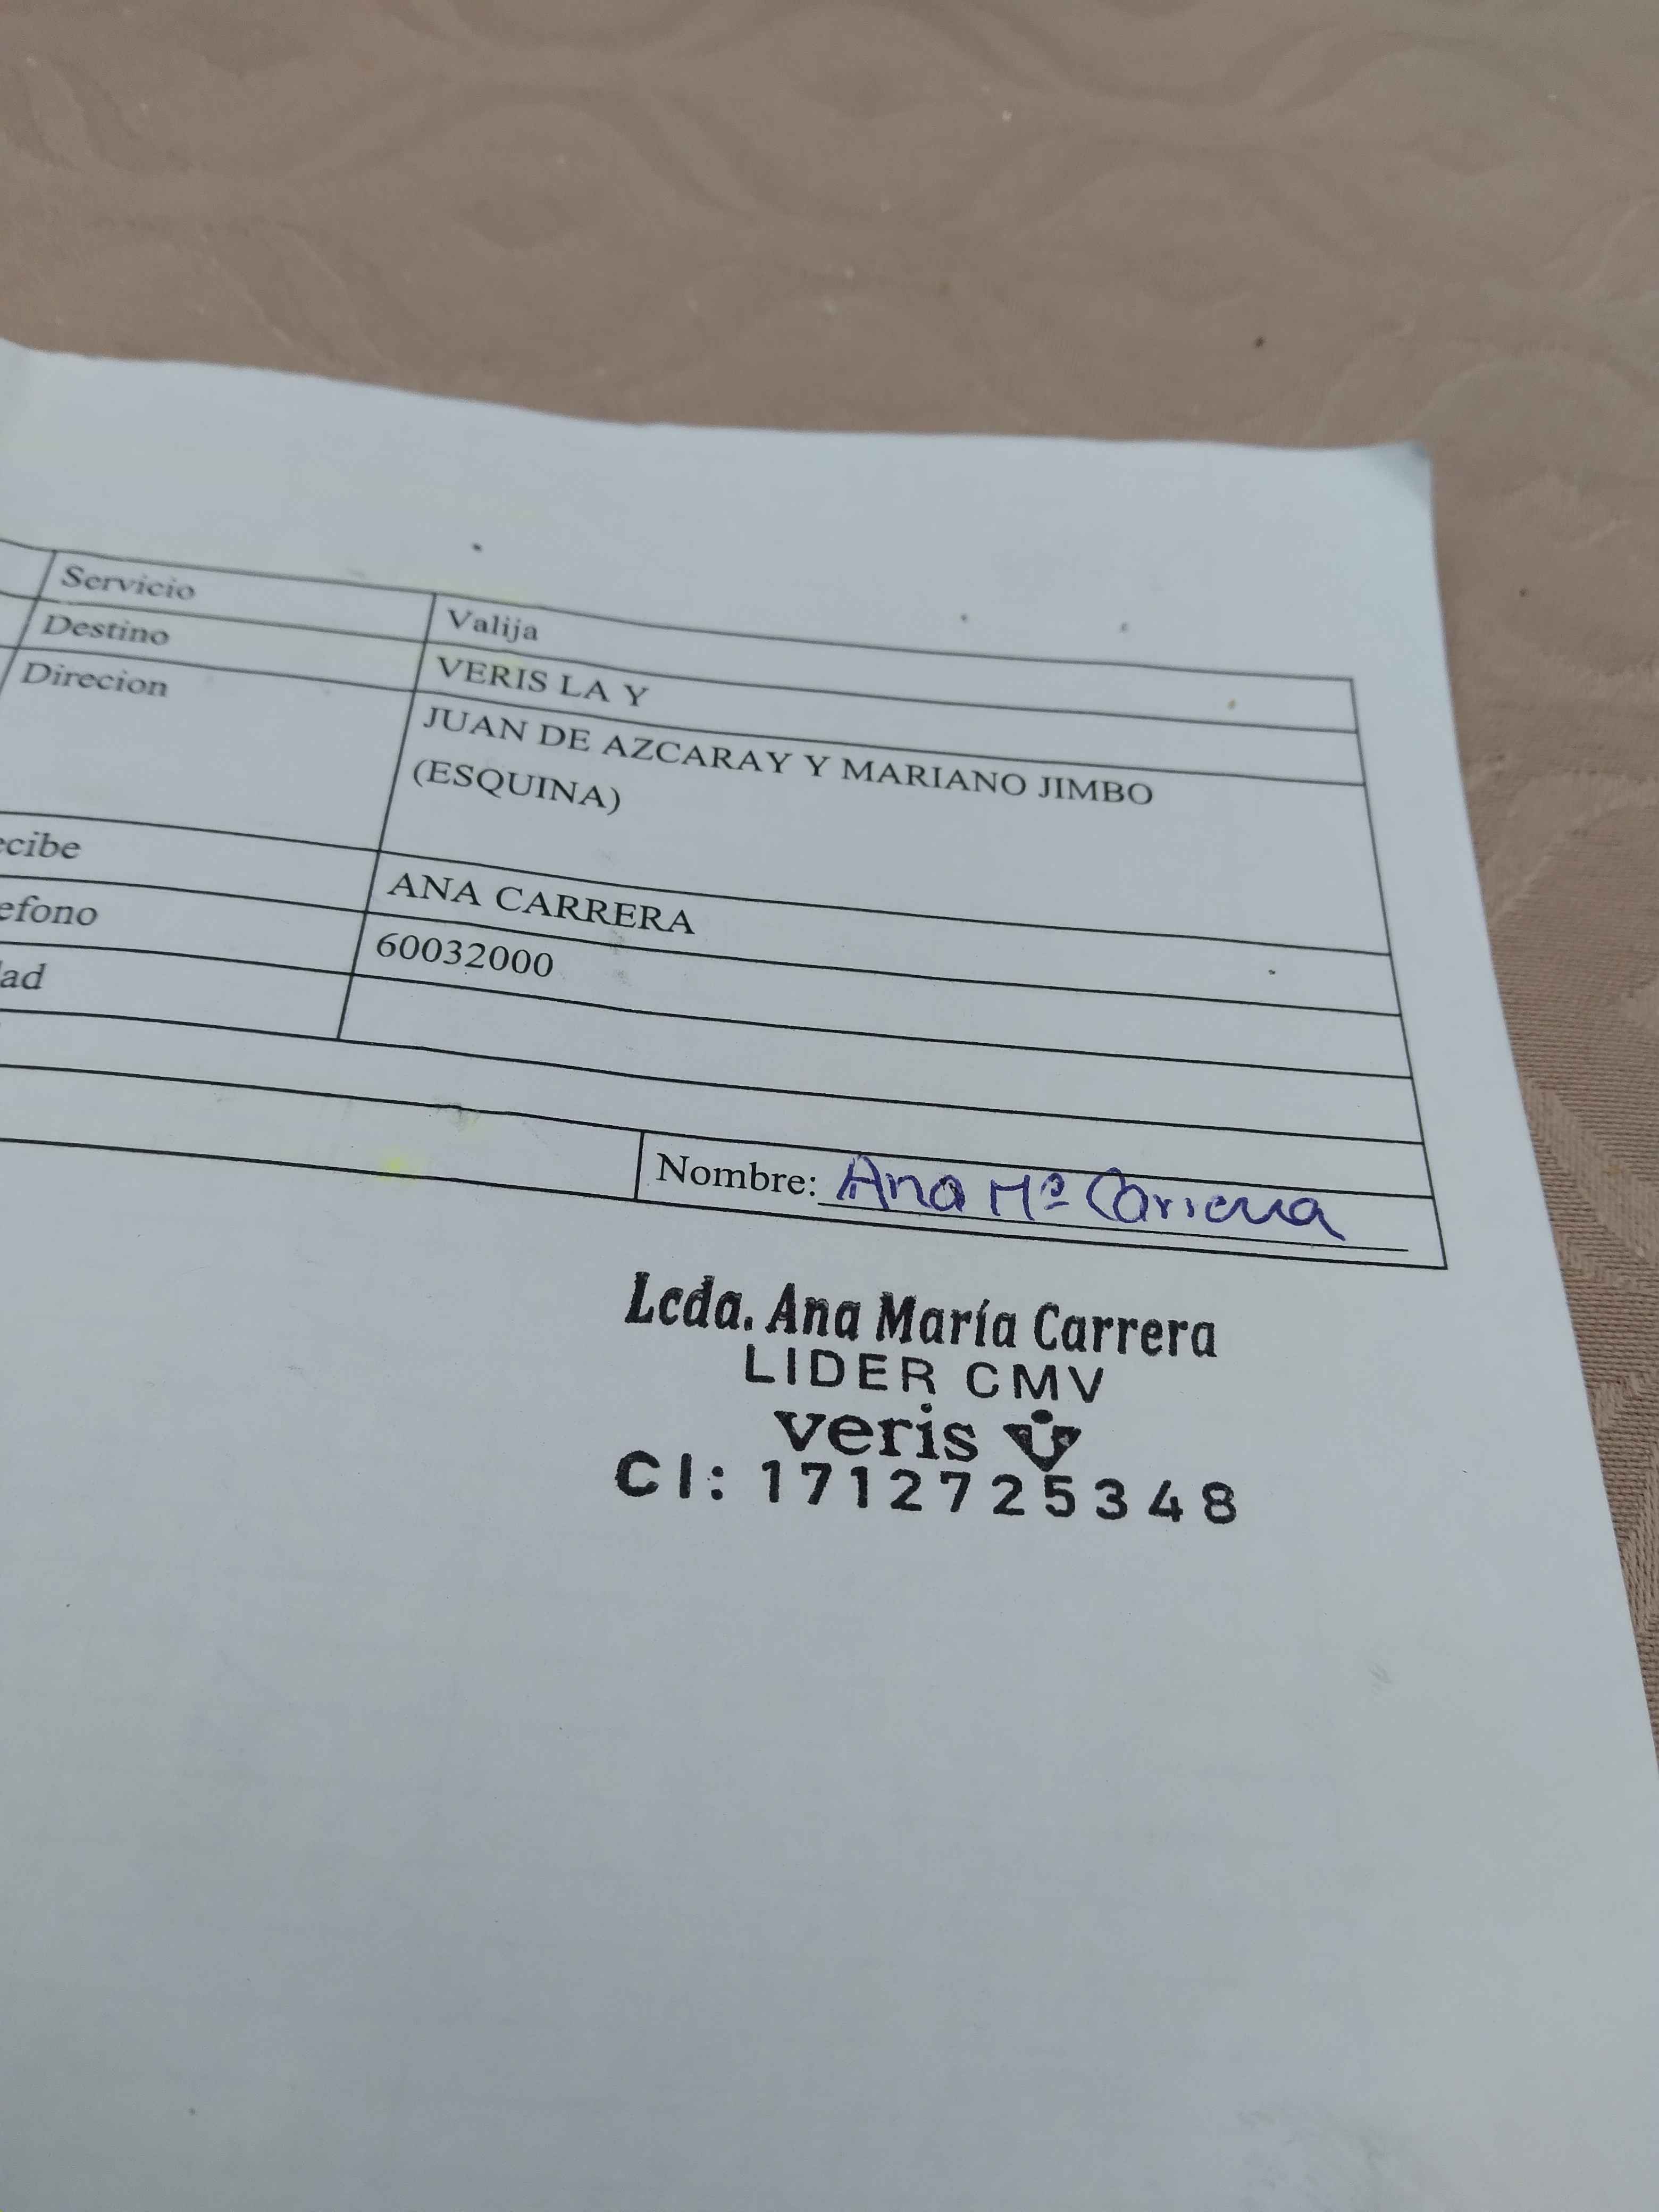 Servicio Valija
Destino VERIS LA Y
Direcion JUAN DE AZCARAY Y MARIANO JIMBO
(ESQUINA)
ecibe ANA CARRERA
efono 60032000
ad
Nombre: Ana Mª Carrera
Lcda. Ana María Carrera
LIDER CMV
veris
CI: 1712725348